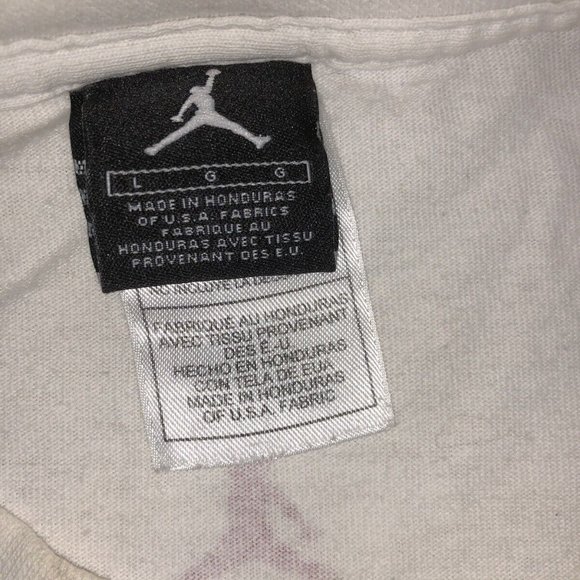 L G G
MADE IN HONDURAS
OF U.S.A. FABRICS
FABRIQUE AU
HONDURAS AVEC TISSU
PROVENANT DES E.U.
FABRIQUÉ AU HONDURAS
AVEC TISSU PROVENANT
DES É.-U.
HECHO EN HONDURAS
CON TELA DE EUA
MADE IN HONDURAS
OF U.S.A. FABRIC